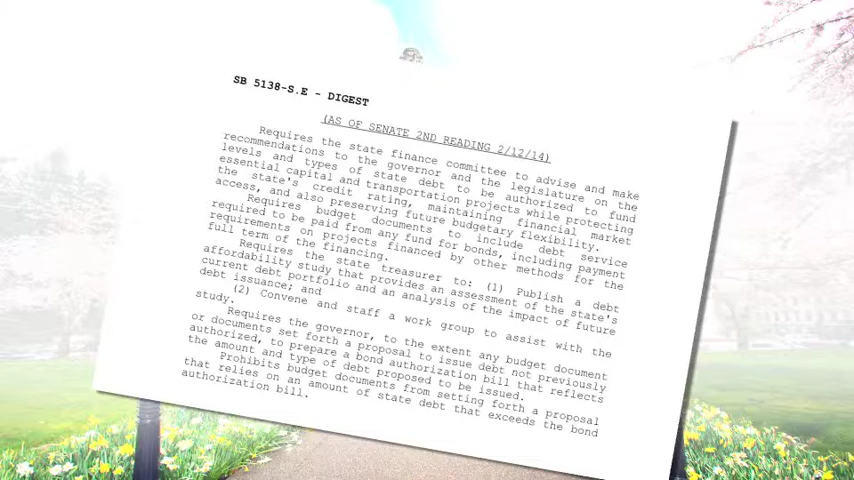 SB 5138-S.E - DIGEST
(AS OF SENATE 2ND READING 2/12/14)
Requires the state finance committee to advise and make
recommendations to the governor and the legislature on the
levels and types of state debt to be authorized to fund
essential capital and transportation projects while protecting
the state's credit rating, maintaining financial market
access, and also preserving future budgetary flexibility.
Requires budget documents to include debt service
required to be paid from any fund for bonds, including payment
requirements on projects financed by other methods for the
full term of the financing.
Requires the state treasurer to: (1) Publish a debt
affordability study that provides an assessment of the state's
current debt portfolio and an analysis of the impact of future
debt issuance; and
(2) Convene and staff a work group to assist with the
study.
Requires the governor, to the extent any budget document
or documents set forth a proposal to issue debt not previously
authorized, to prepare a bond authorization bill that reflects
the amount and type of debt proposed to be issued.
Prohibits budget documents from setting forth a proposal
that relies on an amount of state debt that exceeds the bond
authorization bill.